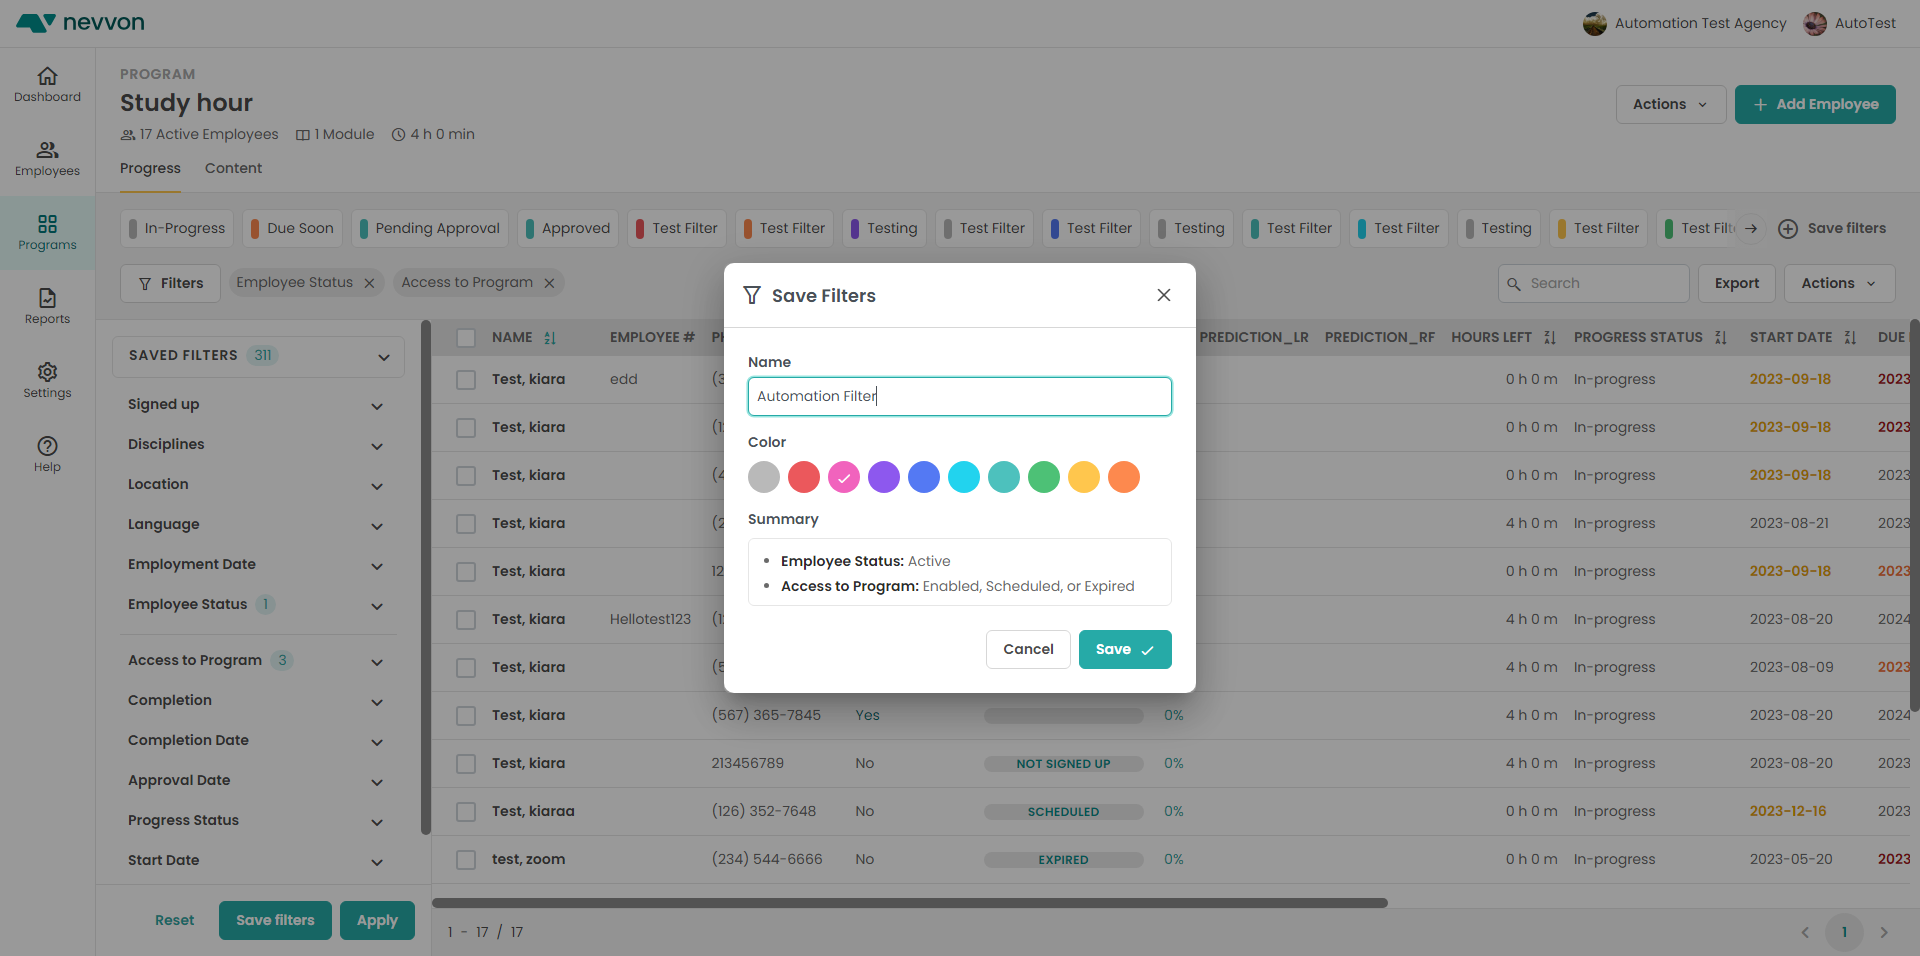 nevvon
Automation Test Agency
AutoTest
Dashboard
Employees
Programs
Reports
Settings
Help
PROGRAM
Study hour
17 Active Employees
1 Module
4 h 0 min
Actions
Add Employee
Progress
Content
In-Progress
Due Soon
Pending Approval
Approved
Test Filter
Test Filter
Testing
Test Filter
Test Filter
Testing
Test Filter
Test Filter
Testing
Test Filter
Save filters
Filters
Employee Status
Access to Program
Search
Export
Actions
SAVED FILTERS 311
Signed up
Disciplines
Location
Language
Employment Date
Employee Status 1
Access to Program 3
Completion
Completion Date
Approval Date
Progress Status
Start Date
Reset
Save filters
Apply
NAME EMPLOYEE # PREDICTION_LR PREDICTION_RF HOURS LEFT PROGRESS STATUS START DATE DUE
Test, kiara edd 0 h 0 m In-progress 2023-09-18 2023
Test, kiara 0 h 0 m In-progress 2023-09-18 2023
Test, kiara 0 h 0 m In-progress 2023-09-18 2023
Test, kiara 4 h 0 m In-progress 2023-08-21 2023
Test, kiara 0 h 0 m In-progress 2023-09-18 2023
Test, kiara Hellotest123 4 h 0 m In-progress 2023-08-20 2024
Test, kiara 4 h 0 m In-progress 2023-08-09 2023
Test, kiara (567) 365-7845 Yes 0% 4 h 0 m In-progress 2023-08-20 2024
Test, kiara 213456789 No NOT SIGNED UP 0% 4 h 0 m In-progress 2023-08-20 2023
Test, kiaraa (126) 352-7648 No SCHEDULED 0% 4 h 0 m In-progress 2023-12-16 2023
test, zoom (234) 544-6666 No EXPIRED 0% 0 h 0 m In-progress 2023-05-20 2023
1 - 17 / 17
1
Save Filters
Name
Automation Filter
Color
Summary
Employee Status: Active
Access to Program: Enabled, Scheduled, or Expired
Cancel
Save